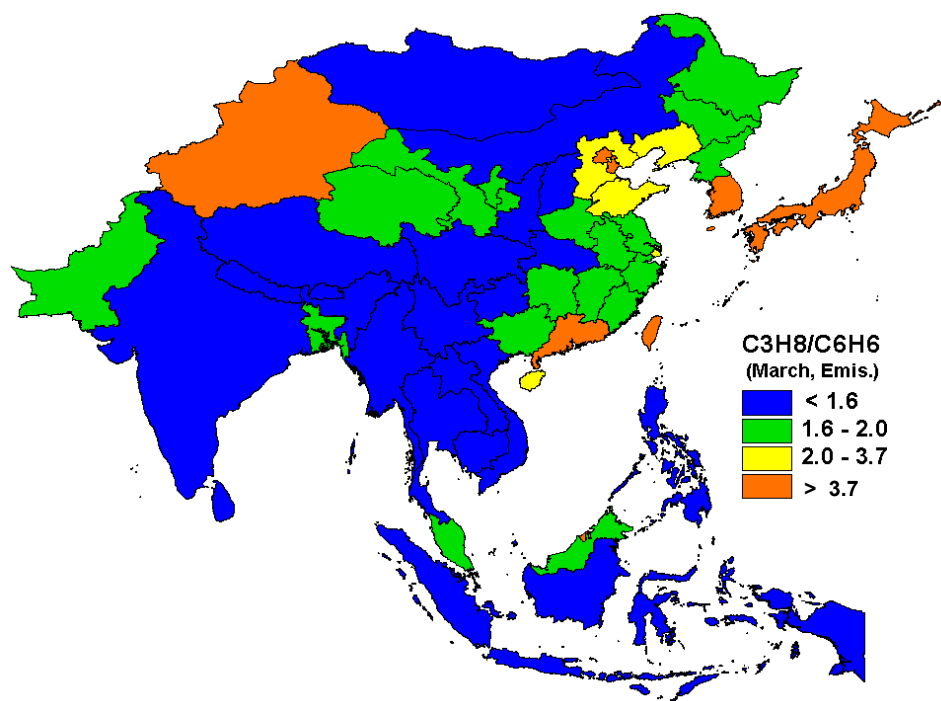 C3H8/C6H6
(March, Emis.)
< 1.6
1.6 - 2.0
2.0 - 3.7
> 3.7